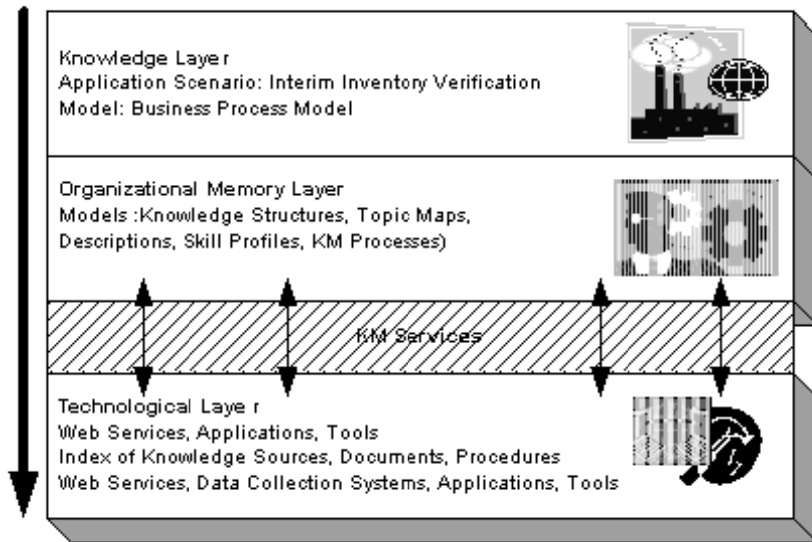 Knowledge Layer
Application Scenario: Interim Inventory Verification
Model: Business Process Model
Organizational Memory Layer
Models :Knowledge Structures, Topic Maps,
Descriptions, Skill Profiles, KM Processes)
KM Services
Technological Layer
Web Services, Applications, Tools
Index of Knowledge Sources, Documents, Procedures
Web Services, Data Collection Systems, Applications, Tools